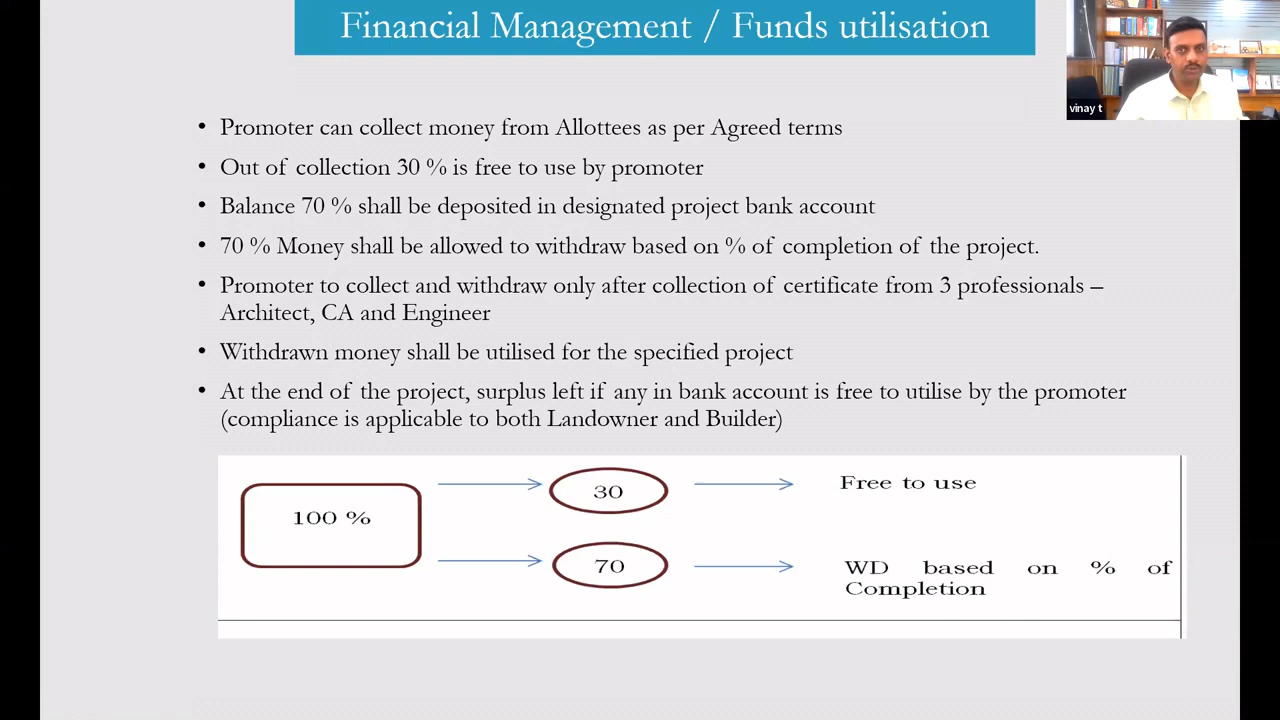 Financial Management / Funds utilisation
vinay t
• Promoter can collect money from Allottees as per Agreed terms
• Out of collection 30 % is free to use by promoter
• Balance 70 % shall be deposited in designated project bank account
• 70 % Money shall be allowed to withdraw based on % of completion of the project.
• Promoter to collect and withdraw only after collection of certificate from 3 professionals –
Architect, CA and Engineer
• Withdrawn money shall be utilised for the specified project
• At the end of the project, surplus left if any in bank account is free to utilise by the promoter
(compliance is applicable to both Landowner and Builder)
100 %
30
Free to use
70
WD based on % of
Completion